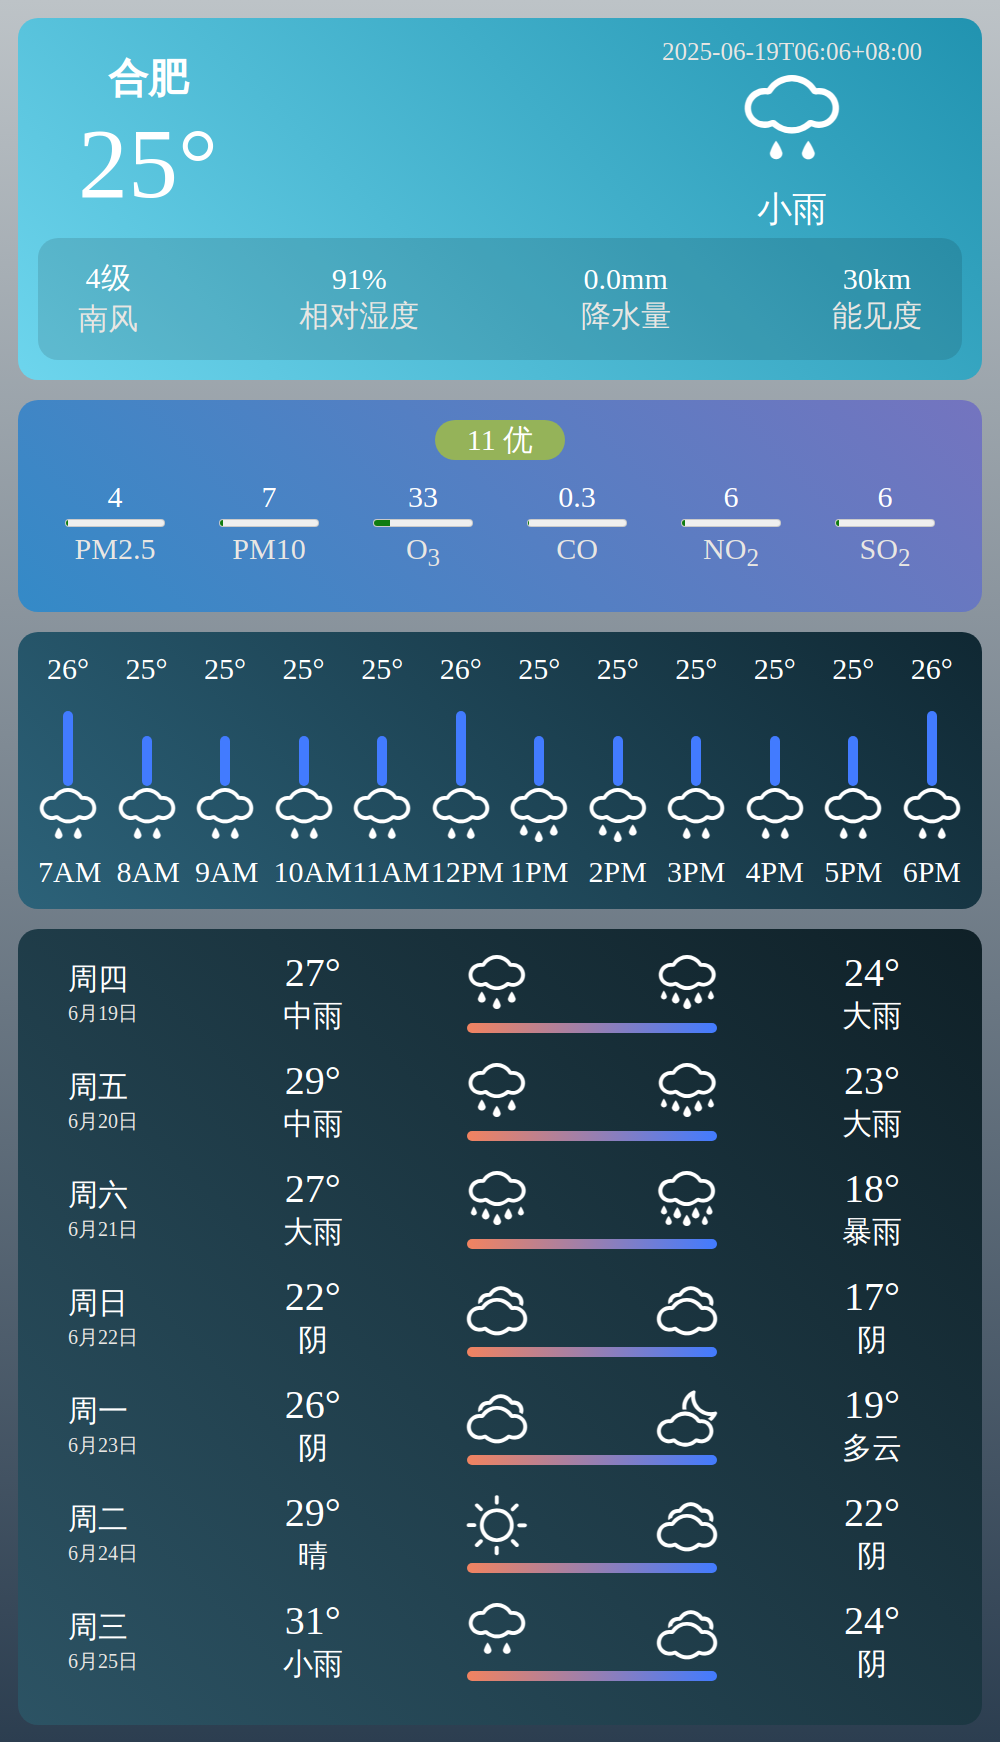 合肥
25°
2025-06-19T06:06+08:00
小雨
4级 91% 0.0mm 30km
南风 相对湿度 降水量 能见度
11 优
4 7 33 0.3 6 6
PM2.5 PM10 O3 CO NO2 SO2
26° 25° 25° 25° 25° 26° 25° 25° 25° 25° 25° 26°
7AM 8AM 9AM 10AM 11AM 12PM 1PM 2PM 3PM 4PM 5PM 6PM
周四 27° 24°
6月19日 中雨 大雨
周五 29° 23°
6月20日 中雨 大雨
周六 27° 18°
6月21日 大雨 暴雨
周日 22° 17°
6月22日 阴 阴
周一 26° 19°
6月23日 阴 多云
周二 29° 22°
6月24日 晴 阴
周三 31° 24°
6月25日 小雨 阴